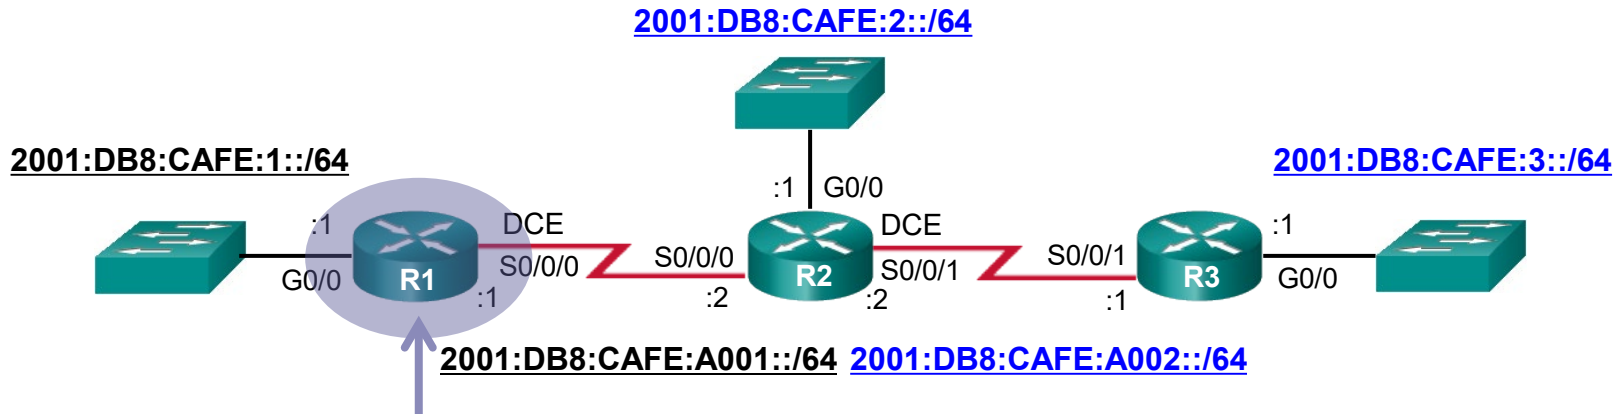 2001:DB8:CAFE:2::/64
2001:DB8:CAFE:1::/64
2001:DB8:CAFE:3::/64
:1 G0/0
:1
DCE
DCE
:1
S0/0/0
S0/0/0
S0/0/1
S0/0/1
G0/0
R1
R2
R3
G0/0
:1
:2
:2
:1
2001:DB8:CAFE:A001::/64 2001:DB8:CAFE:A002::/64